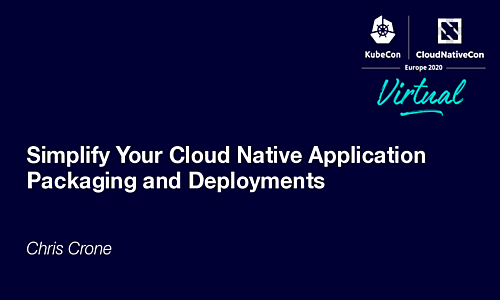 KubeCon
CloudNativeCon
Europe 2020
Virtual
Simplify Your Cloud Native Application
Packaging and Deployments
Chris Crone